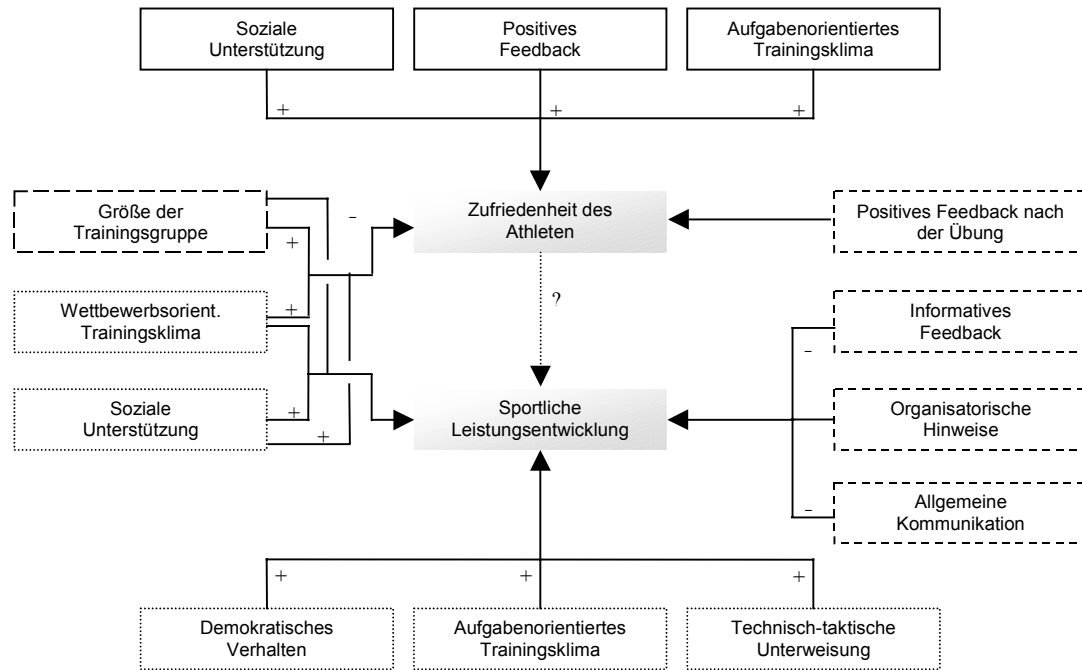 Soziale
Unterstützung
Positives
Feedback
Aufgabenorientiertes
Trainingsklima
+
+
+
Größe der
Trainingsgruppe
-
+
Zufriedenheit des
Athleten
Positives Feedback nach
der Übung
Wettbewerbsorient.
Trainingsklima
+
+
?
Informatives
Feedback
-
Soziale
Unterstützung
+
+
Sportliche
Leistungsentwicklung
Organisatorische
Hinweise
Allgemeine
Kommunikation
-
+
+
+
Demokratisches
Verhalten
Aufgabenorientiertes
Trainingsklima
Technisch-taktische
Unterweisung